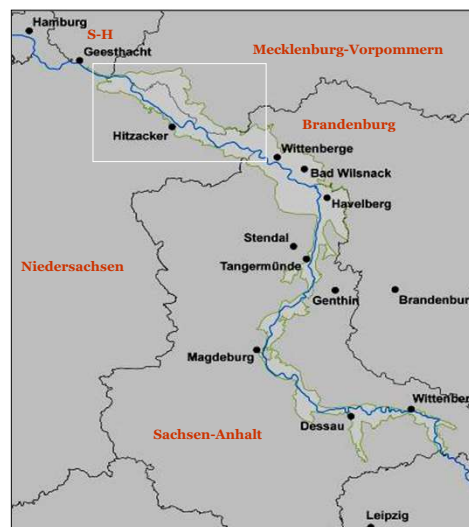 Hamburg
S-H
Geesthacht
Mecklenburg-Vorpommern
Brandenburg
Hitzacker
Wittenberge
Bad Wilsnack
Havelberg
Stendal
Niedersachsen
Tangermünde
Genthin
Brandenbur
Magdeburg
Wittenber
Dessau
Sachsen-Anhalt
Leipzig